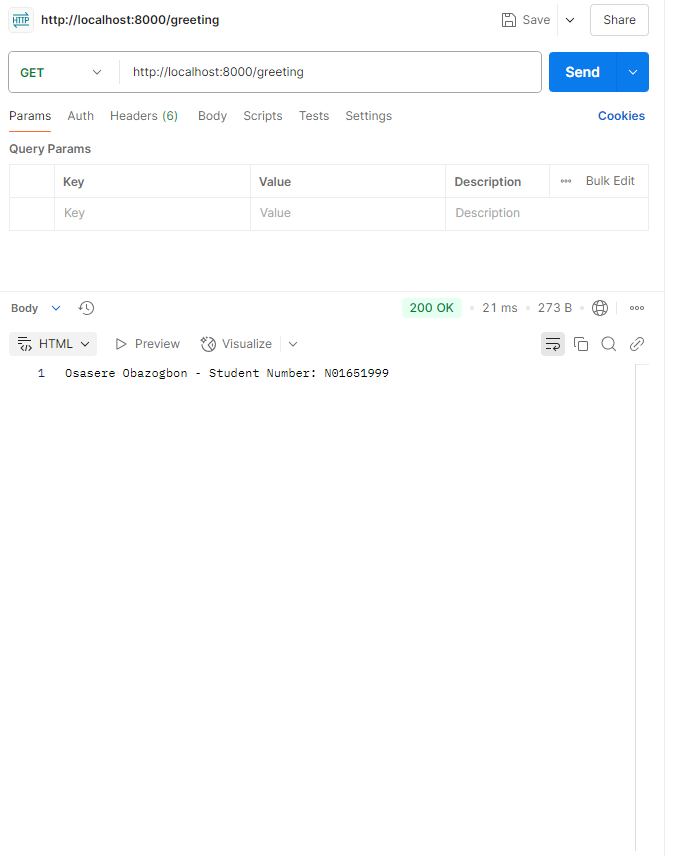 HTTP http://localhost:8000/greeting Save Share
GET http://localhost:8000/greeting Send
Params Auth Headers (6) Body Scripts Tests Settings Cookies
Query Params
Key Value Description Bulk Edit
Key Value Description
Body 200 OK 21 ms 273 B
HTML Preview Visualize
1 Osasere Obazogbon - Student Number: N01651999